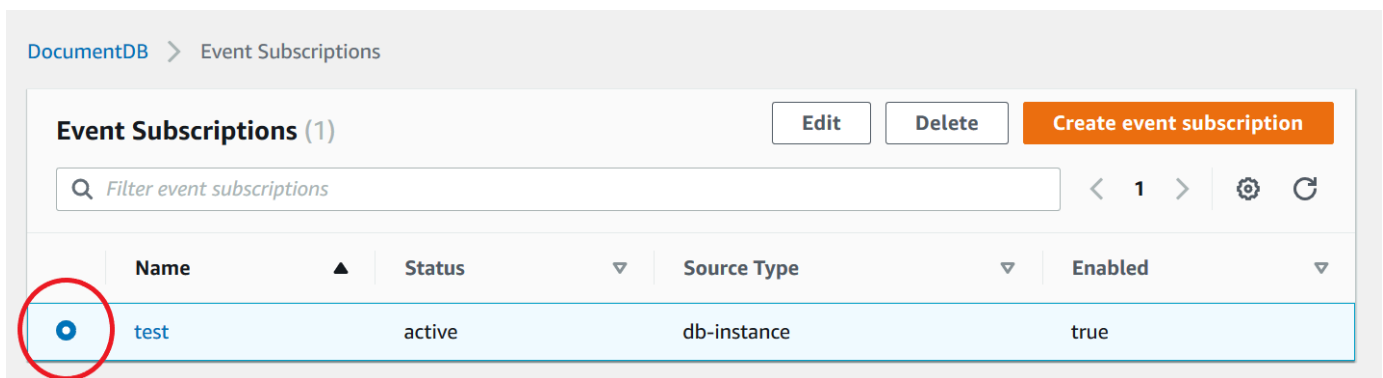 DocumentDB > Event Subscriptions
Event Subscriptions (1) Edit Delete Create event subscription
Filter event subscriptions < 1 >
Name Status Source Type Enabled
test active db-instance true